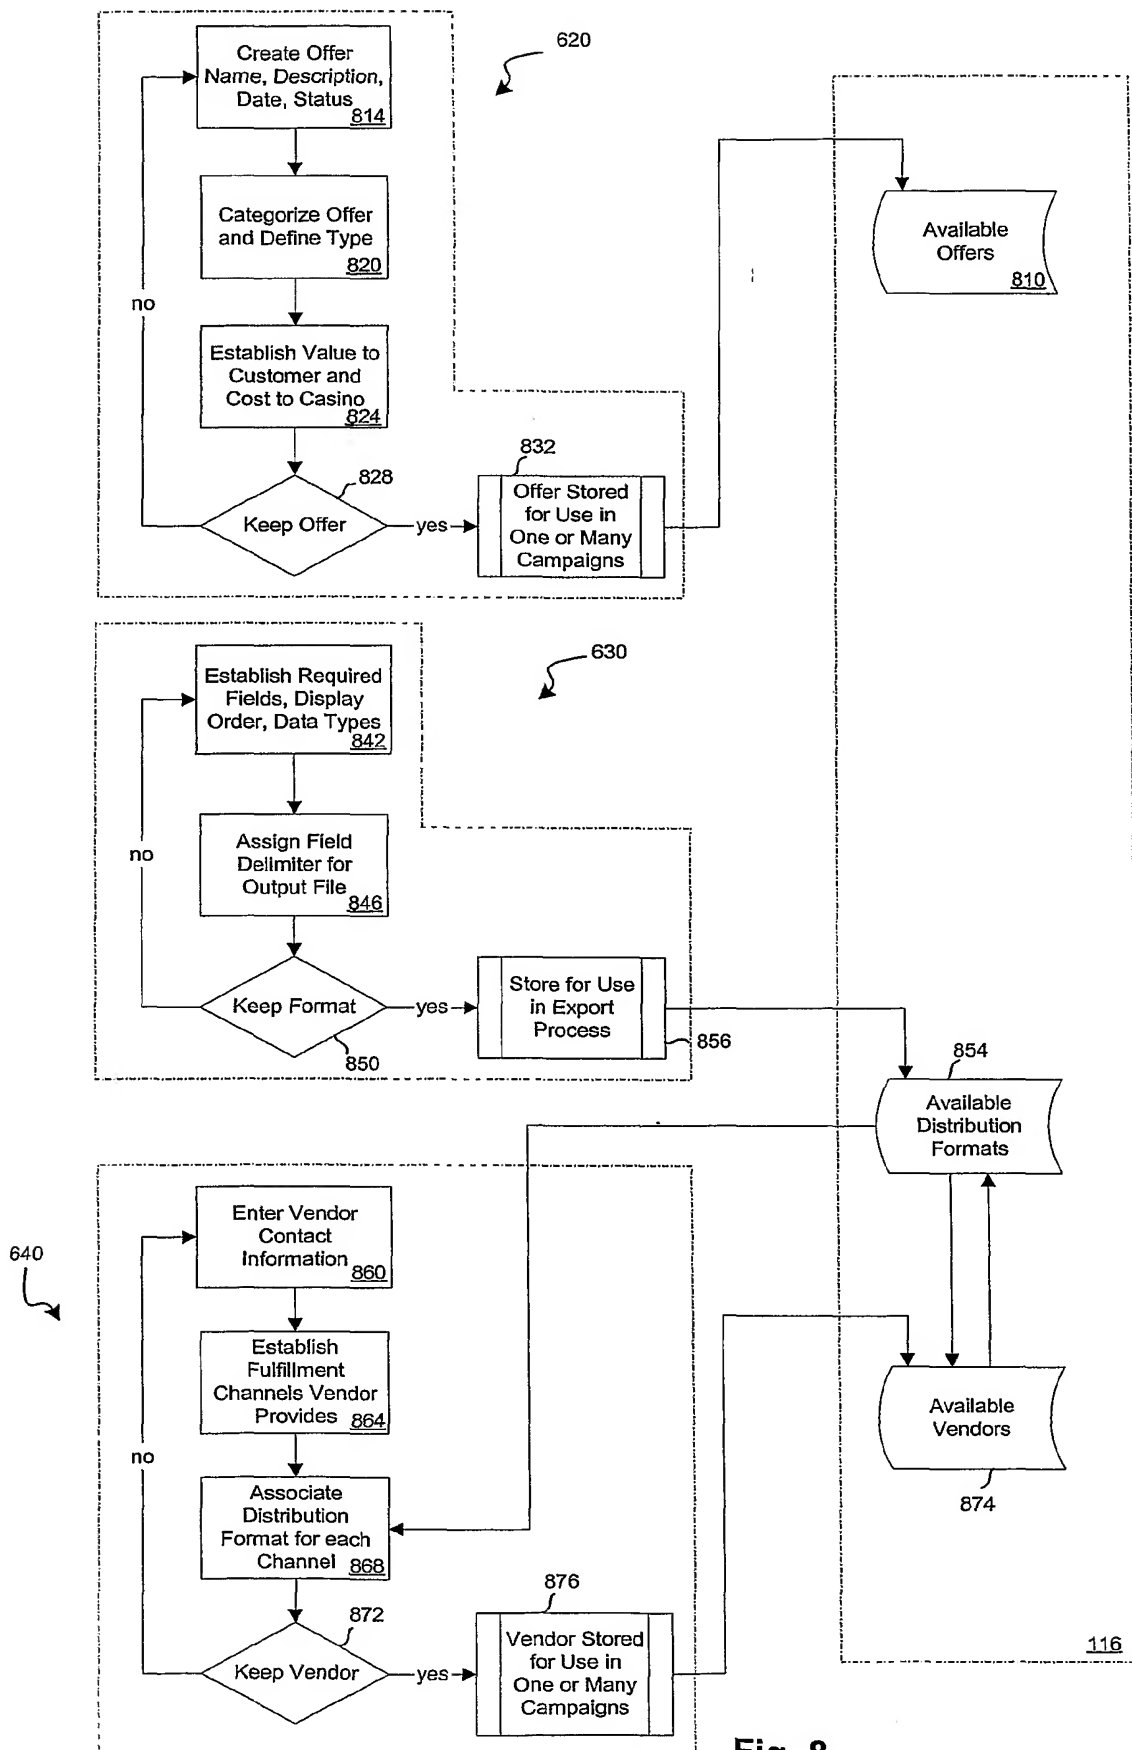 620
Create Offer
Name, Description,
Date, Status
814
Categorize Offer
and Define Type
820
no
Establish Value to
Customer and
Cost to Casino
824
828
Keep Offer
yes
832
Offer Stored
for Use in
One or Many
Campaigns
Available
Offers
810
630
Establish Required
Fields, Display
Order, Data Types
842
no
Assign Field
Delimiter for
Output File
846
Keep Format
850
yes
Store for Use
in Export
Process
856
854
Available
Distribution
Formats
640
Enter Vendor
Contact
Information
860
Establish
Fulfillment
Channels Vendor
Provides
864
no
Associate
Distribution
Format for each
Channel
868
872
Keep Vendor
yes
876
Vendor Stored
for Use in
One or Many
Campaigns
Available
Vendors
874
116
Fig. 8